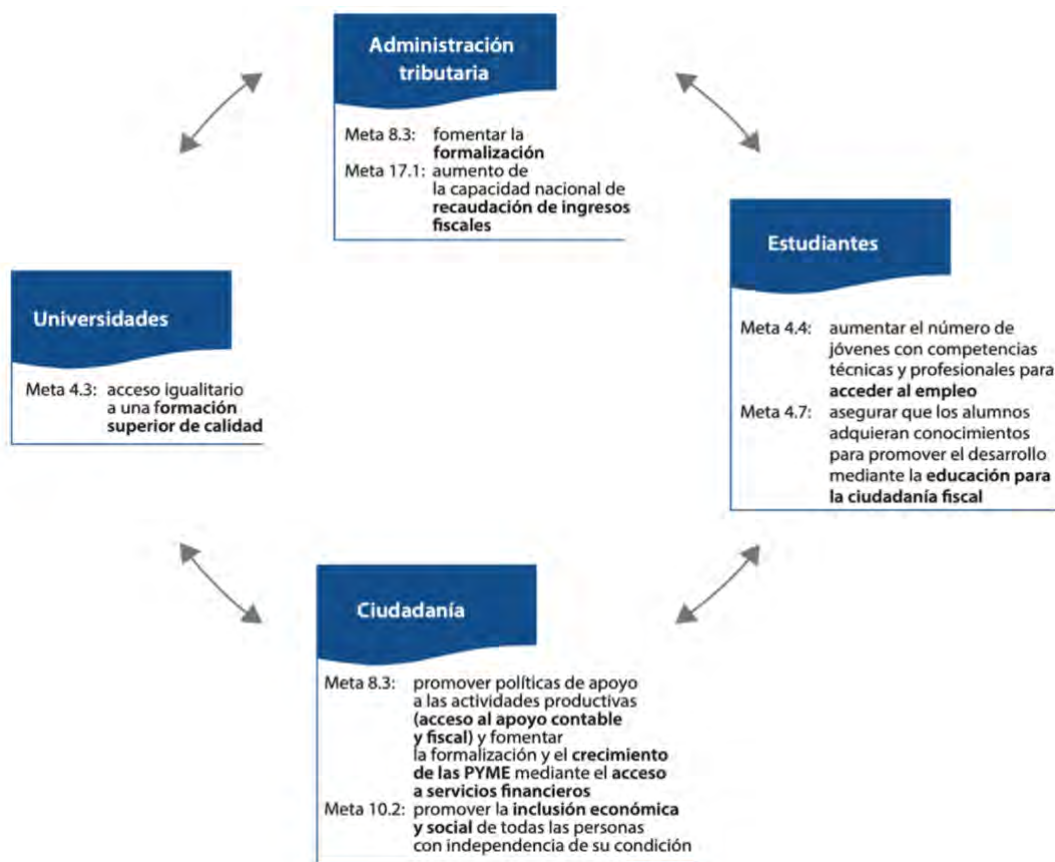 Administración
tributaria
Meta 8.3: fomentar la
formalización
Meta 17.1: aumento de
la capacidad nacional de
recaudación de ingresos
fiscales
Estudiantes
Meta 4.4: aumentar el número de
jóvenes con competencias
técnicas y profesionales para
acceder al empleo
Meta 4.7: asegurar que los alumnos
adquieran conocimientos
para promover el desarrollo
mediante la educación para
la ciudadanía fiscal
Universidades
Meta 4.3: acceso igualitario
a una formación
superior de calidad
Ciudadanía
Meta 8.3: promover políticas de apoyo
a las actividades productivas
(acceso al apoyo contable
y fiscal) y fomentar
la formalización y el crecimiento
de las PYME mediante el acceso
a servicios financieros
Meta 10.2: promover la inclusión económica
y social de todas las personas
con independencia de su condición